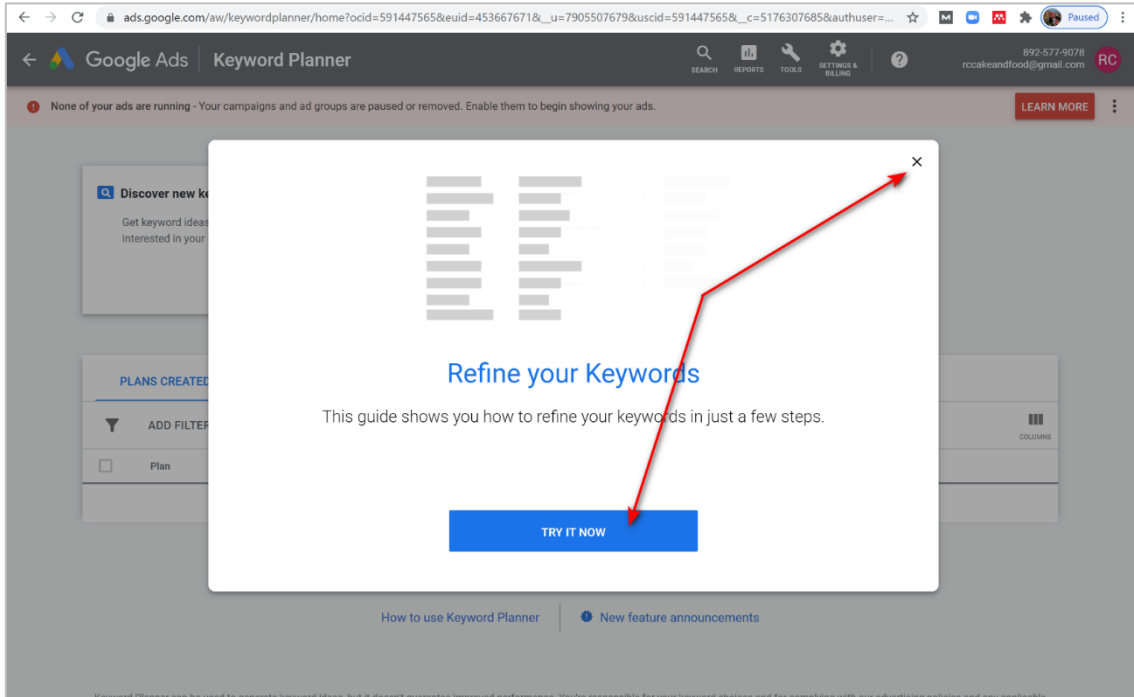 ads.google.com/aw/keywordplanner/home?ocid=591447565&euid=453667671&__u=7905507679&uscid=591447565&__c=5176307685&authuser=...
Paused
Google Ads | Keyword Planner
SEARCH
REPORTS
TOOLS
SETTINGS & BILLING
892-577-9078
rccakeandfood@gmail.com
RC
None of your ads are running - Your campaigns and ad groups are paused or removed. Enable them to begin showing your ads.
LEARN MORE
Discover new ke
Get keyword ideas
interested in your
Refine your Keywords
This guide shows you how to refine your keywords in just a few steps.
TRY IT NOW
PLANS CREATED
ADD FILTER
COLUMNS
Plan
How to use Keyword Planner
New feature announcements